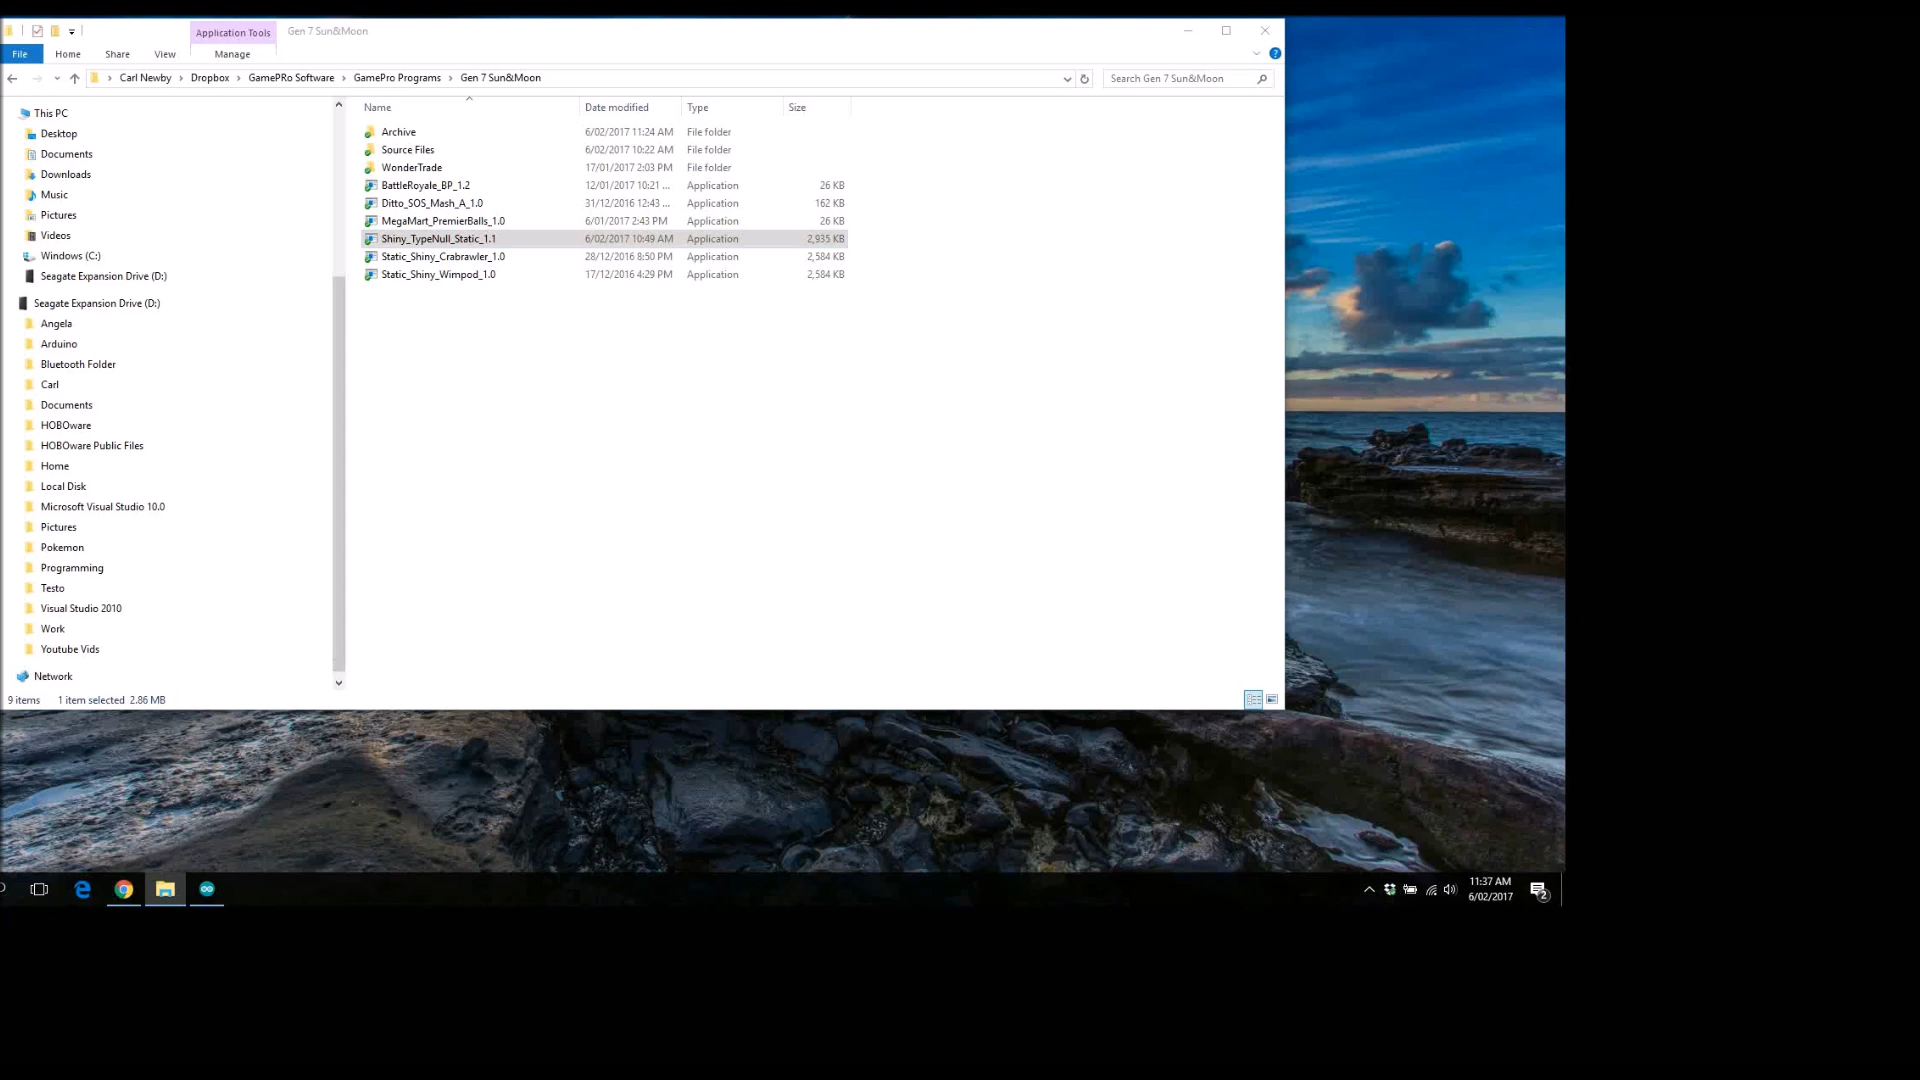 Application Tools
Gen 7 Sun&Moon
File
Home
Share
View
Manage
Carl Newby
Dropbox
GamePRo Software
GamePro Programs
Gen 7 Sun&Moon
Search Gen 7 Sun&Moon
This PC
Desktop
Documents
Downloads
Music
Pictures
Videos
Windows (C:)
Seagate Expansion Drive (D:)
Seagate Expansion Drive (D:)
Angela
Arduino
Bluetooth Folder
Carl
Documents
HOBOware
HOBOware Public Files
Home
Local Disk
Microsoft Visual Studio 10.0
Pictures
Pokemon
Programming
Testo
Visual Studio 2010
Work
Youtube Vids
Network
Name Date modified Type Size
Archive 6/02/2017 11:24 AM File folder
Source Files 6/02/2017 10:22 AM File folder
WonderTrade 17/01/2017 2:03 PM File folder
BattleRoyale_BP_1.2 12/01/2017 10:21 ... Application 26 KB
Ditto_SOS_Mash_A_1.0 31/12/2016 12:43 ... Application 162 KB
MegaMart_PremierBalls_1.0 6/01/2017 2:43 PM Application 26 KB
Shiny_TypeNull_Static_1.1 6/02/2017 10:49 AM Application 2,935 KB
Static_Shiny_Crabrawler_1.0 28/12/2016 8:50 PM Application 2,584 KB
Static_Shiny_Wimpod_1.0 17/12/2016 4:29 PM Application 2,584 KB
9 items 1 item selected 2.86 MB
11:37 AM
6/02/2017
2